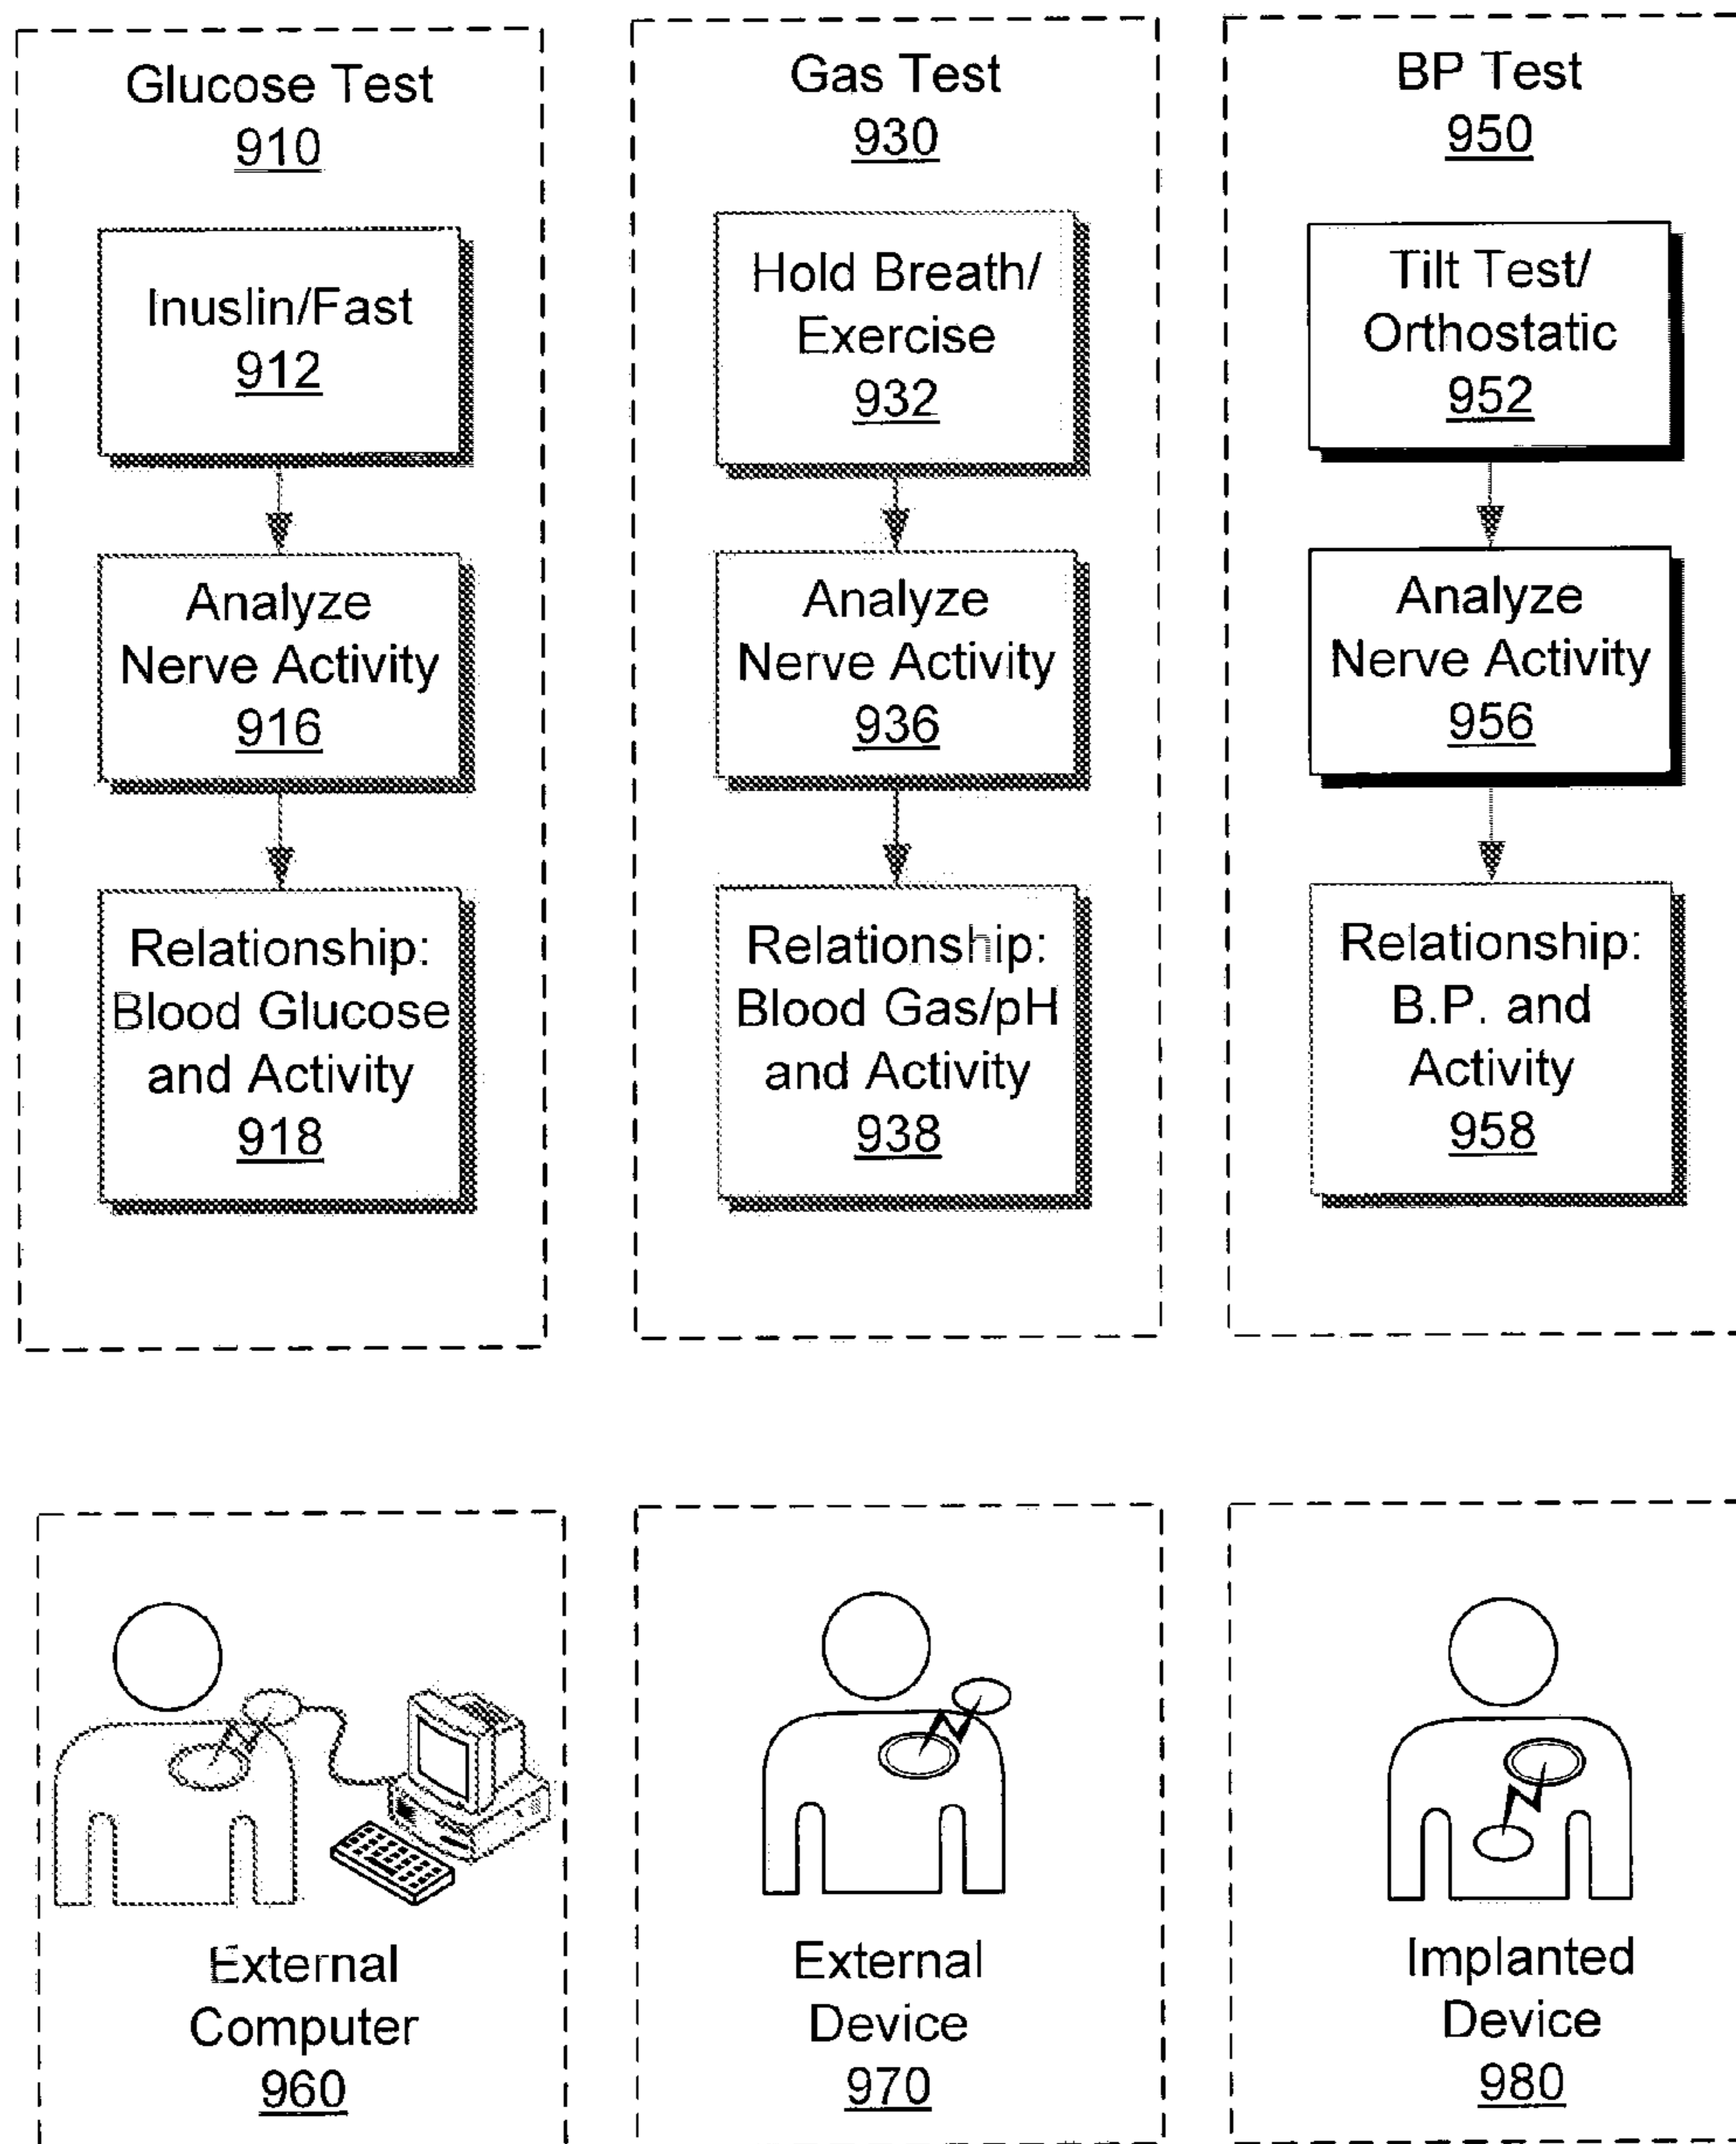 Glucose Test
910
Inuslin/Fast
912
Analyze
Nerve Activity
916
Relationship:
Blood Glucose
and Activity
918
Gas Test
930
Hold Breath/
Exercise
932
Analyze
Nerve Activity
936
Relationship:
Blood Gas/pH
and Activity
938
BP Test
950
Tilt Test/
Orthostatic
952
Analyze
Nerve Activity
956
Relationship:
B.P. and
Activity
958
External
Computer
960
External
Device
970
Implanted
Device
980